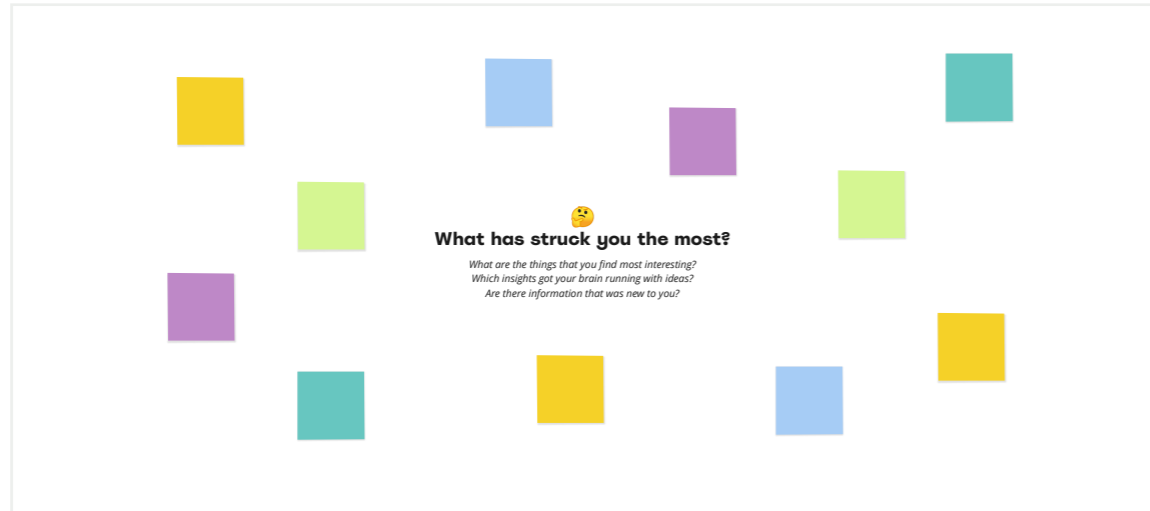 What has struck you the most?
What are the things that you find most interesting?
Which insights got your brain running with ideas?
Are there information that was new to you?